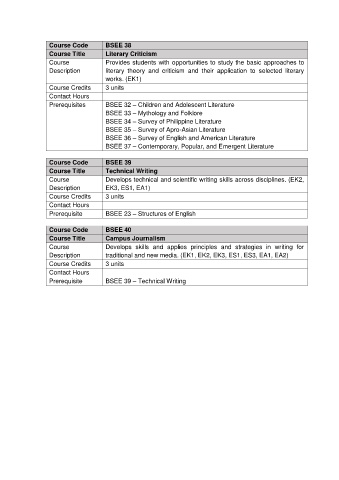 Course Code BSEE 38
Course Title Literary Criticism
Course Provides students with opportunities to study the basic approaches to
Description literary theory and criticism and their application to selected literary
works. (EK1)
Course Credits 3 units
Contact Hours
Prerequisites BSEE 32 – Children and Adolescent Literature
BSEE 33 – Mythology and Folklore
BSEE 34 – Survey of Philippine Literature
BSEE 35 – Survey of Apro-Asian Literature
BSEE 36 – Survey of English and American Literature
BSEE 37 – Contemporary, Popular, and Emergent Literature
Course Code BSEE 39
Course Title Technical Writing
Course Develops technical and scientific writing skills across disciplines. (EK2,
Description EK3, ES1, EA1)
Course Credits 3 units
Contact Hours
Prerequisite BSEE 23 – Structures of English
Course Code BSEE 40
Course Title Campus Journalism
Course Develops skills and applies principles and strategies in writing for
Description traditional and new media. (EK1, EK2, EK3, ES1, ES3, EA1, EA2)
Course Credits 3 units
Contact Hours
Prerequisite BSEE 39 – Technical Writing